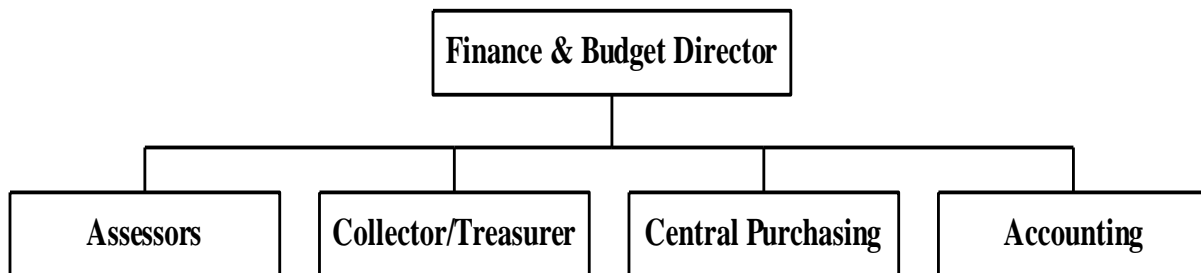 Finance & Budget Director
Assessors
Collector/Treasurer
Central Purchasing
Accounting